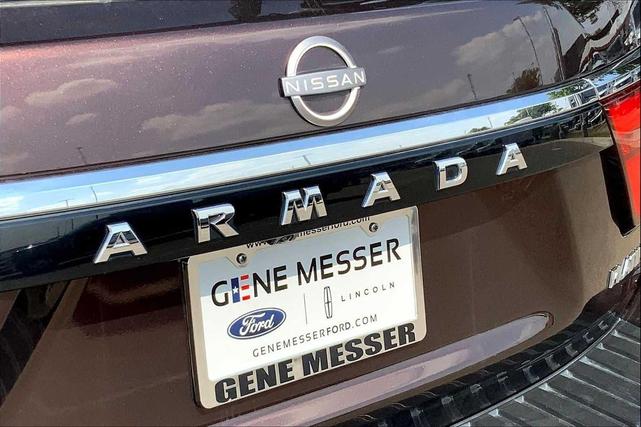 NISSAN
ARMADA
GENE MESSER
Ford
LINCOLN
GENEMESSERFORD.COM
GENE MESSER